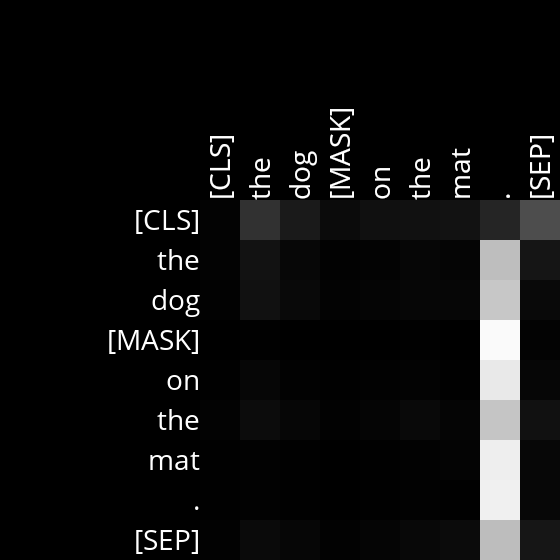 [CLS] the dog [MASK] on the mat . [SEP]
[CLS]
the
dog
[MASK]
on
the
mat
.
[SEP]